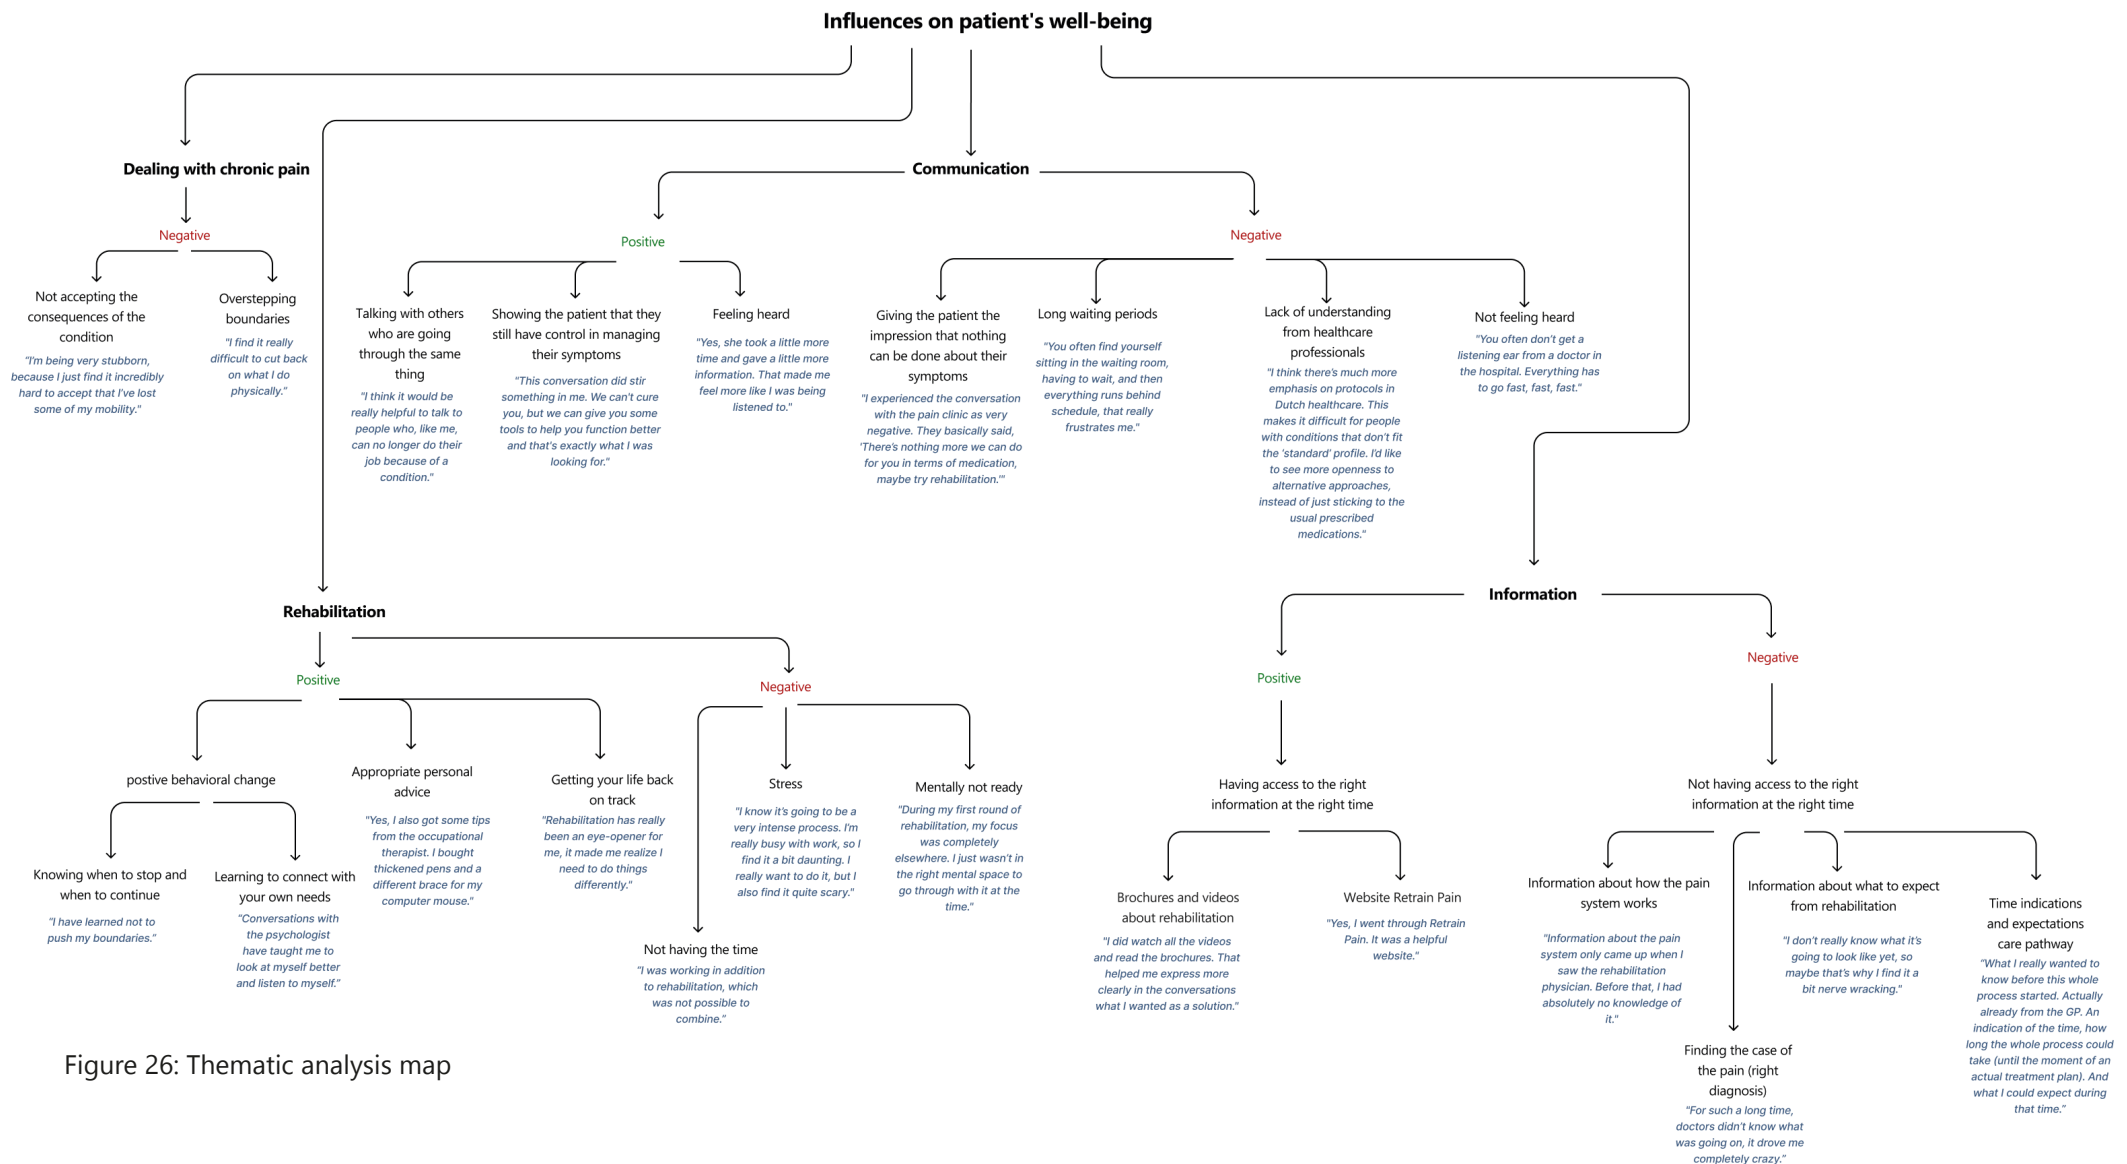 Influences on patient's well-being
Dealing with chronic pain
Negative
Not accepting the
consequences of the
condition
"I'm being very stubborn,
because I just find it incredibly
hard to accept that I've lost
some of my mobility."
Overstepping
boundaries
"I find it really
difficult to cut back
on what I do
physically."
Communication
Positive
Talking with others
who are going
through the same
thing
"I think it would be
really helpful to talk to
people who, like me,
can no longer do their
job because of a
condition."
Showing the patient that they
still have control in managing
their symptoms
"This conversation did stir
something in me. We can't cure
you, but we can give you some
tools to help you function better
and that's exactly what I was
looking for."
Feeling heard
"Yes, she took a little more
time and gave a little more
information. That made me
feel more like I was being
listened to."
Negative
Giving the patient the
impression that nothing
can be done about their
symptoms
"I experienced the conversation
with the pain clinic as very
negative. They basically said,
'There's nothing more we can do
for you in terms of medication,
maybe try rehabilitation.'"
Long waiting periods
"You often find yourself
sitting in the waiting room,
having to wait, and then
everything runs behind
schedule, that really
frustrates me."
Lack of understanding
from healthcare
professionals
"I think there's much more
emphasis on protocols in
Dutch healthcare. This
makes it difficult for people
with conditions that don't fit
the 'standard' profile. I'd like
to see more openness to
alternative approaches,
instead of just sticking to the
usual prescribed
medications."
Not feeling heard
"You often don't get a
listening ear from a doctor in
the hospital. Everything has
to go fast, fast, fast."
Rehabilitation
Positive
postive behavioral change
Knowing when to stop and
when to continue
"I have learned not to
push my boundaries."
Learning to connect with
your own needs
"Conversations with
the psychologist
have taught me to
look at myself better
and listen to myself."
Appropriate personal
advice
"Yes, I also got some tips
from the occupational
therapist. I bought
thickened pens and a
different brace for my
computer mouse."
Getting your life back
on track
"Rehabilitation has really
been an eye-opener for
me, it made me realize I
need to do things
differently."
Negative
Not having the time
"I was working in addition
to rehabilitation, which
was not possible to
combine."
Stress
"I know it's going to be a
very intense process. I'm
really busy with work, so I
find it a bit daunting. I
really want to do it, but I
also find it quite scary."
Mentally not ready
"During my first round of
rehabilitation, my focus
was completely
elsewhere. I just wasn't in
the right mental space to
go through with it at the
time."
Information
Positive
Having access to the right
information at the right time
Brochures and videos
about rehabilitation
"I did watch all the videos
and read the brochures. That
helped me express more
clearly in the conversations
what I wanted as a solution."
Website Retrain Pain
"Yes, I went through Retrain
Pain. It was a helpful
website."
Negative
Not having access to the right
information at the right time
Information about how the pain
system works
"Information about the pain
system only came up when I
saw the rehabilitation
physician. Before that, I had
absolutely no knowledge of
it."
Finding the case of
the pain (right
diagnosis)
"For such a long time,
doctors didn't know what
was going on, it drove me
completely crazy."
Information about what to expect
from rehabilitation
"I don't really know what it's
going to look like yet, so
maybe that's why I find it a
bit nerve wracking."
Time indications
and expectations
care pathway
"What I really wanted to
know before this whole
process started. Actually
already from the GP. An
indication of the time, how
long the whole process could
take (until the moment of an
actual treatment plan). And
what I could expect during
that time."
Figure 26: Thematic analysis map